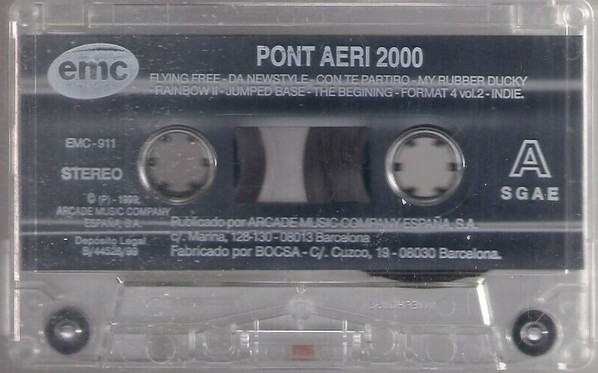 emc
PONT AERI 2000
FLYING FREE - DA NEWSTYLE - CON TE PARTIRO - MY RUBBER DUCKY
- RAINBOW II - JUMPED BASE - THE BEGINING - FORMAT 4 vol.2 - INDIE.
EMC - 911
STEREO
A
SGAE
© (P) - 1999,
ARCADE MUSIC COMPANY
ESPAÑA, S.A.
Depósito Legal
Publicado por ARCADE MUSIC COMPANY ESPAÑA, S.A.
c/. Marina, 128-130 - 08013 Barcelona
Fabricado por BOCSA - C/. Cuzco, 19 - 08030 Barcelona.